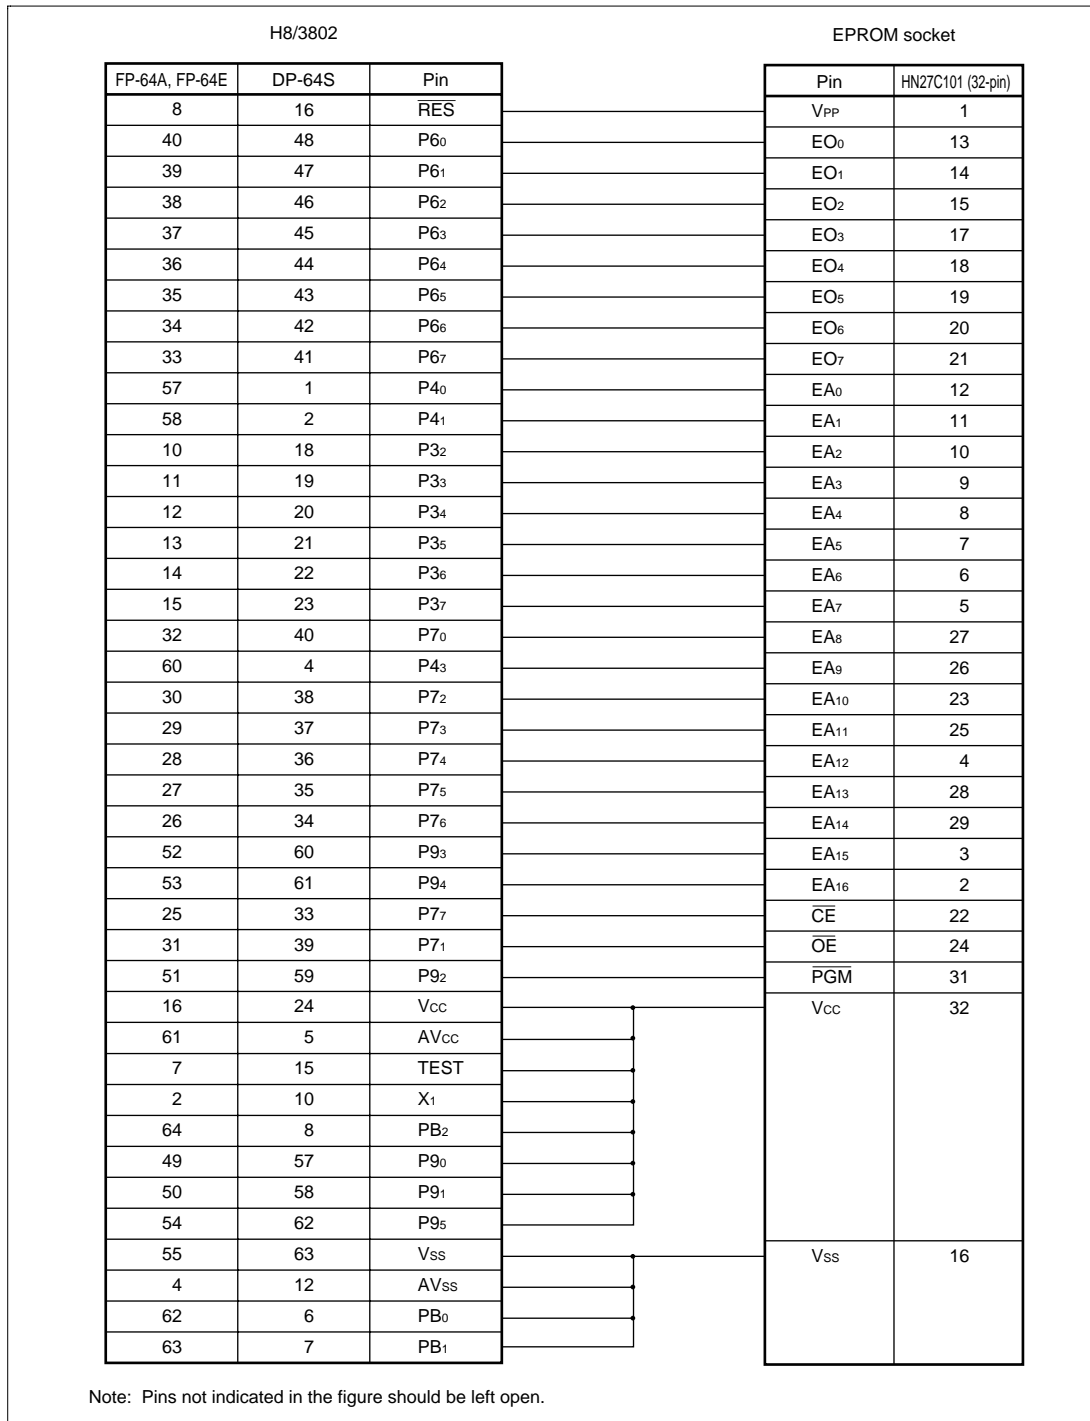 H8/3802 EPROM socket
FP-64A, FP-64E DP-64S Pin Pin HN27C101 (32-pin)
8 16 R̅E̅S̅ VPP 1
40 48 P60 EO0 13
39 47 P61 EO1 14
38 46 P62 EO2 15
37 45 P63 EO3 17
36 44 P64 EO4 18
35 43 P65 EO5 19
34 42 P66 EO6 20
33 41 P67 EO7 21
57 1 P40 EA0 12
58 2 P41 EA1 11
10 18 P32 EA2 10
11 19 P33 EA3 9
12 20 P34 EA4 8
13 21 P35 EA5 7
14 22 P36 EA6 6
15 23 P37 EA7 5
32 40 P70 EA8 27
60 4 P43 EA9 26
30 38 P72 EA10 23
29 37 P73 EA11 25
28 36 P74 EA12 4
27 35 P75 EA13 28
26 34 P76 EA14 29
52 60 P93 EA15 3
53 61 P94 EA16 2
25 33 P77 C̅E̅ 22
31 39 P71 O̅E̅ 24
51 59 P92 P̅G̅M̅ 31
16 24 VCC VCC 32
61 5 AVCC
7 15 TEST
2 10 X1
64 8 PB2
49 57 P90
50 58 P91
54 62 P95
55 63 VSS VSS 16
4 12 AVSS
62 6 PB0
63 7 PB1
Note: Pins not indicated in the figure should be left open.